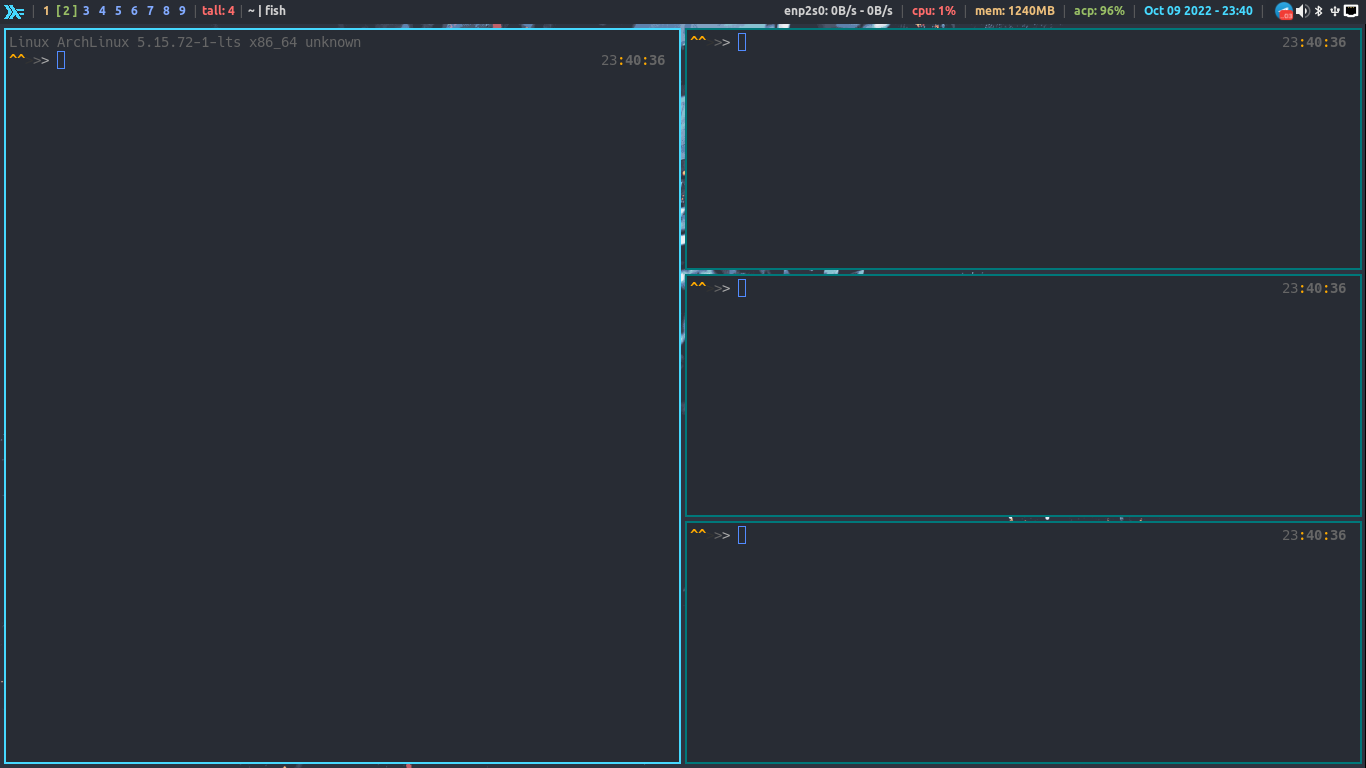 1 [ 2 ] 3 4 5 6 7 8 9 | tall: 4 | ~ | fish
enp2s0: 0B/s - 0B/s | cpu: 1% | mem: 1240MB | acp: 96% | Oct 09 2022 - 23:40 |
Linux ArchLinux 5.15.72-1-lts x86_64 unknown
^^ >> 23:40:36
^^ >> 23:40:36
^^ >> 23:40:36
^^ >> 23:40:36